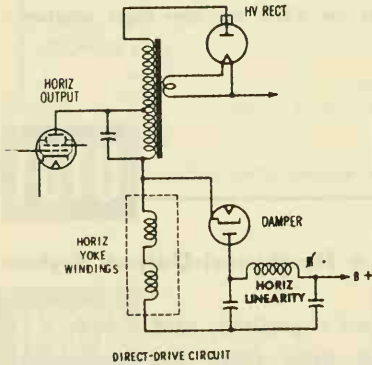 HV RECT
HORIZ
OUTPUT
HORIZ
YOKE
WINDINGS
DAMPER
HORIZ
LINEARITY
B +
DIRECT-DRIVE CIRCUIT